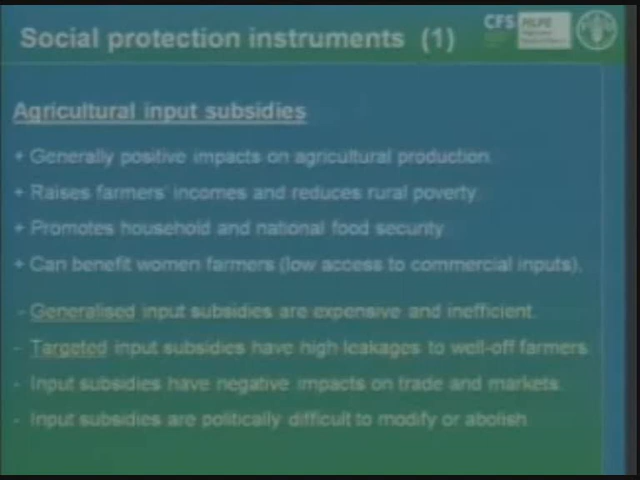 Social protection instruments (1)
CFS
HLPE
Agricultural input subsidies
+ Generally positive impacts on agricultural production.
+ Raises farmers' incomes and reduces rural poverty.
+ Promotes household and national food security.
+ Can benefit women farmers (low access to commercial inputs).
- Generalised input subsidies are expensive and inefficient.
- Targeted input subsidies have high leakages to well-off farmers.
- Input subsidies have negative impacts on trade and markets.
- Input subsidies are politically difficult to modify or abolish.